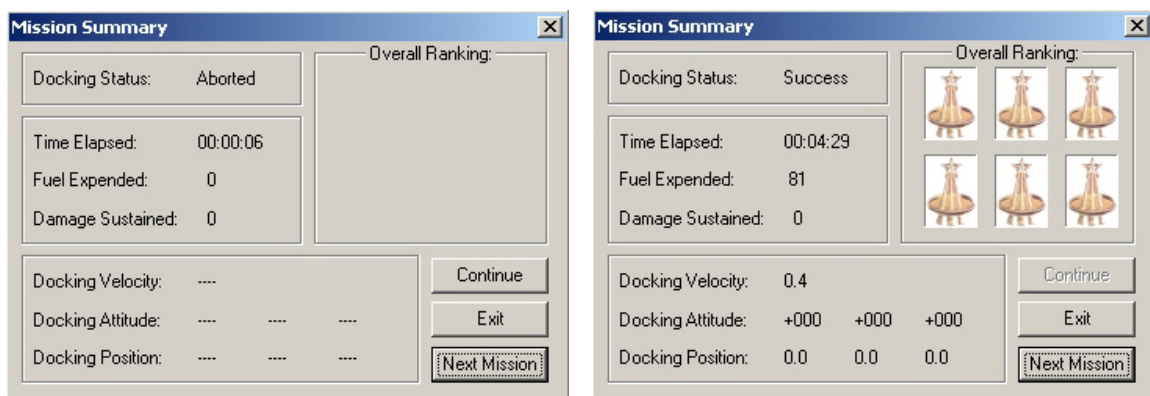 Mission Summary
Docking Status: Aborted
Overall Ranking:
Time Elapsed: 00:00:06
Fuel Expended: 0
Damage Sustained: 0
Docking Velocity: ----
Docking Attitude: ---- ---- ----
Docking Position: ---- ---- ----
Continue
Exit
Next Mission
Mission Summary
Docking Status: Success
Overall Ranking:
Time Elapsed: 00:04:29
Fuel Expended: 81
Damage Sustained: 0
Docking Velocity: 0.4
Docking Attitude: +000 +000 +000
Docking Position: 0.0 0.0 0.0
Continue
Exit
Next Mission